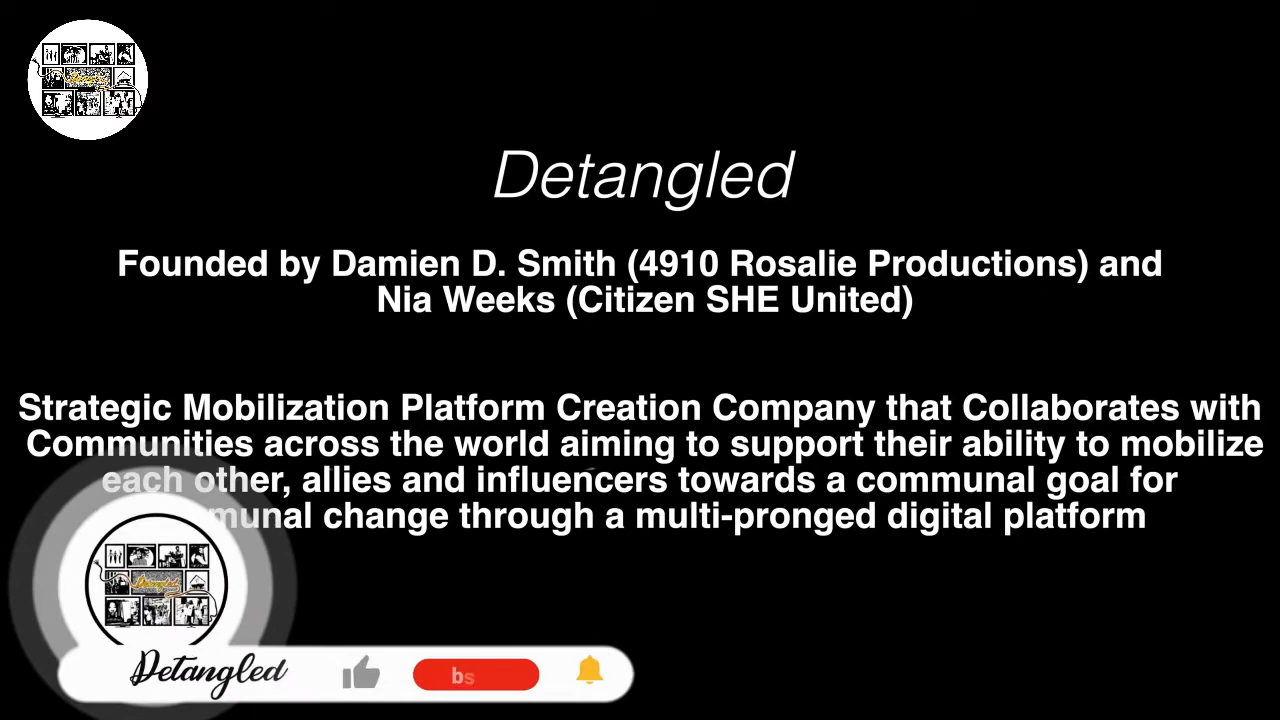 Detangled
Founded by Damien D. Smith (4910 Rosalie Productions) and
Nia Weeks (Citizen SHE United)
Strategic Mobilization Platform Creation Company that Collaborates with
Communities across the world aiming to support their ability to mobilize
each other, allies and influencers towards a communal goal for
munal change through a multi-pronged digital platform
Detangled
bs